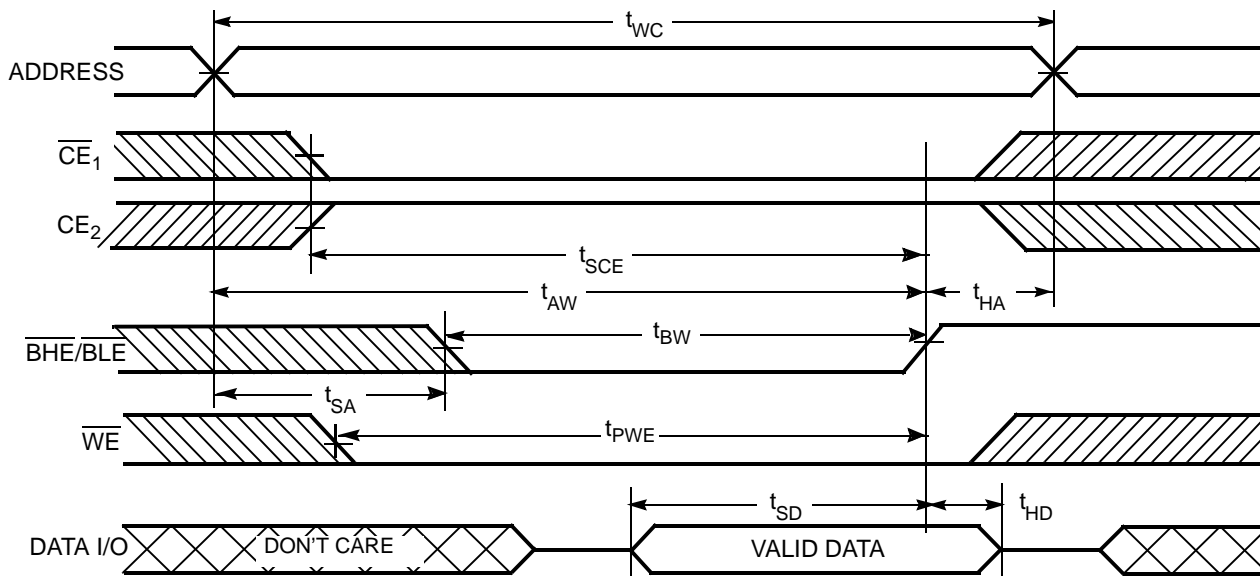 tWC
ADDRESS
CE1
CE2
tSCE
tAW
tHA
BHE/BLE
tBW
tSA
WE
tPWE
tSD
tHD
DATA I/O
DON'T CARE
VALID DATA